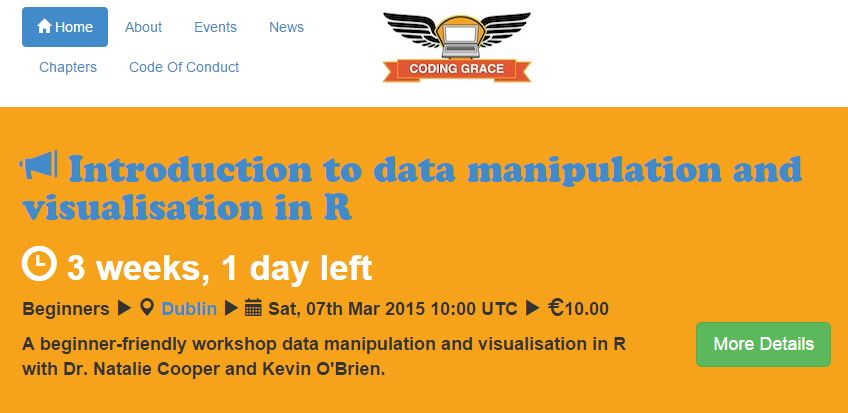 Home About Events News
Chapters Code Of Conduct
CODING GRACE
Introduction to data manipulation and
visualisation in R
3 weeks, 1 day left
Beginners Dublin Sat, 07th Mar 2015 10:00 UTC €10.00
A beginner-friendly workshop data manipulation and visualisation in R
with Dr. Natalie Cooper and Kevin O'Brien.
More Details